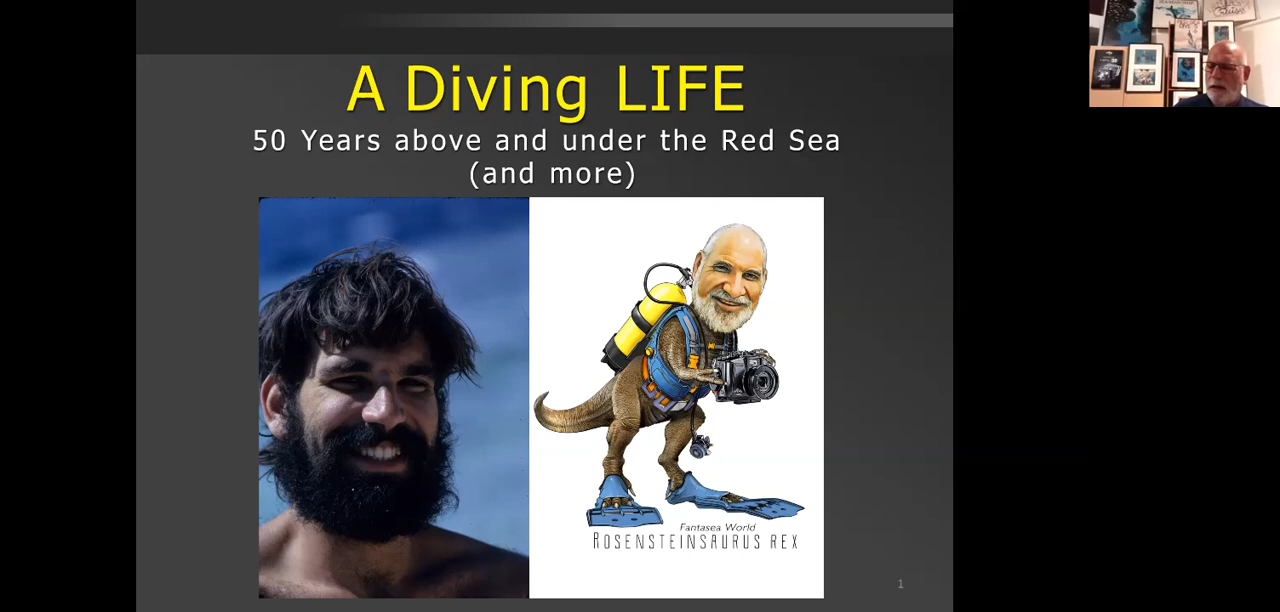 A Diving LIFE
50 Years above and under the Red Sea
(and more)
Fantasea World
ROSENSTEINSAURUS REX
1